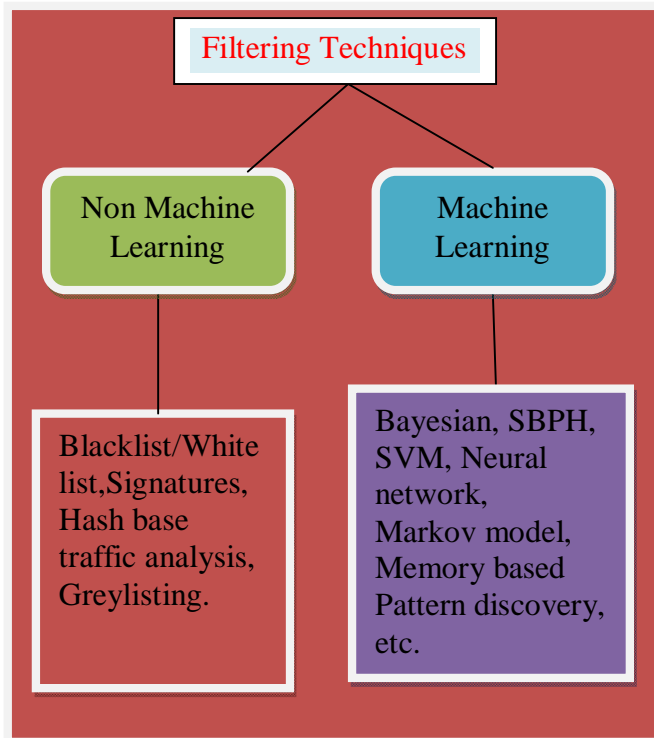 Filtering Techniques
Non Machine
Learning
Machine
Learning
Blacklist/White
list,Signatures,
Hash base
traffic analysis,
Greylisting.
Bayesian, SBPH,
SVM, Neural
network,
Markov model,
Memory based
Pattern discovery,
etc.